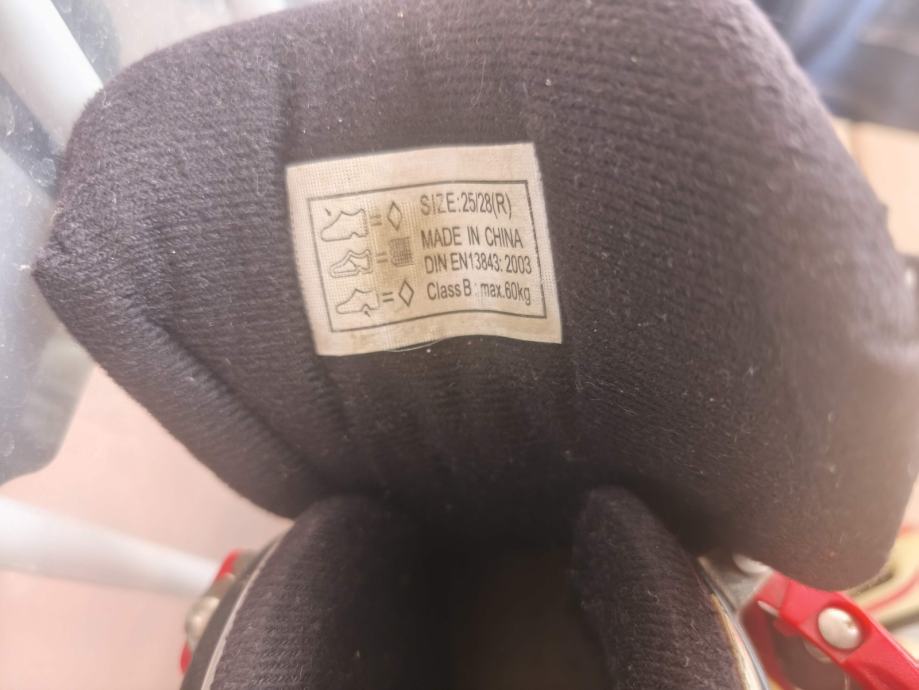 SIZE:25/28(R)
MADE IN CHINA
DIN EN13843: 2003
Class B : max.60kg